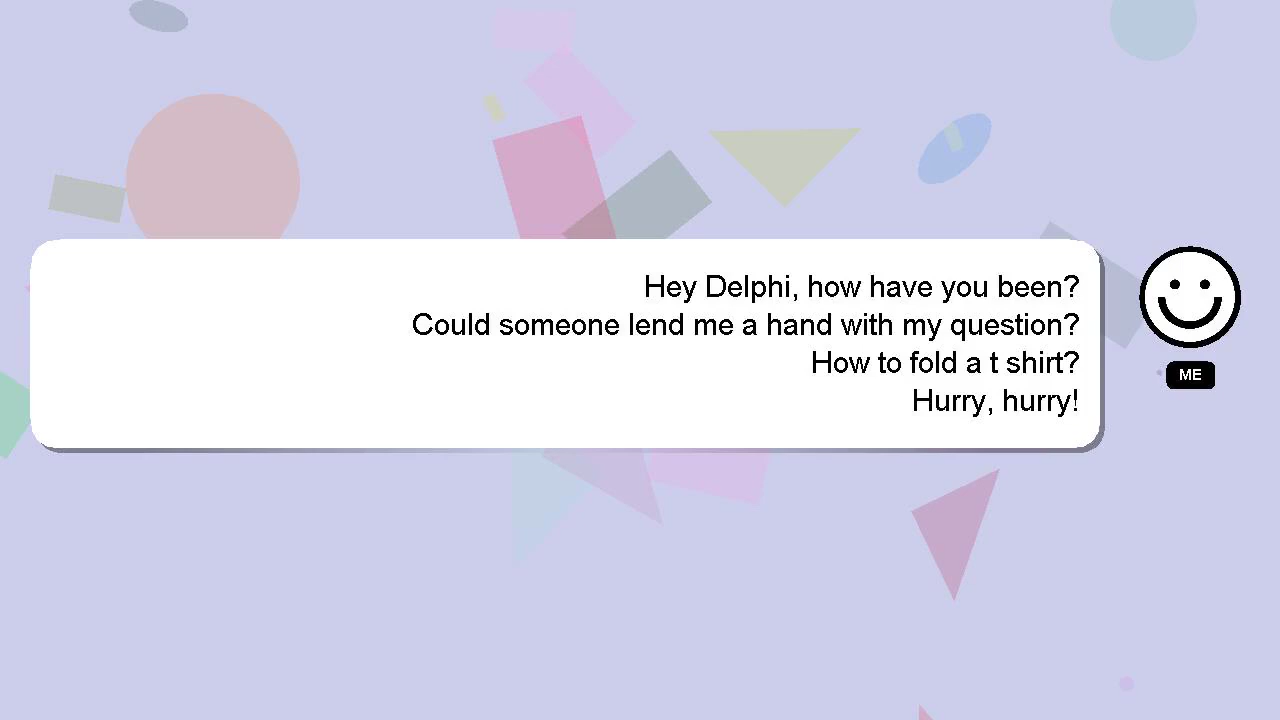 Hey Delphi, how have you been?
Could someone lend me a hand with my question?
How to fold a t shirt?
Hurry, hurry!
ME